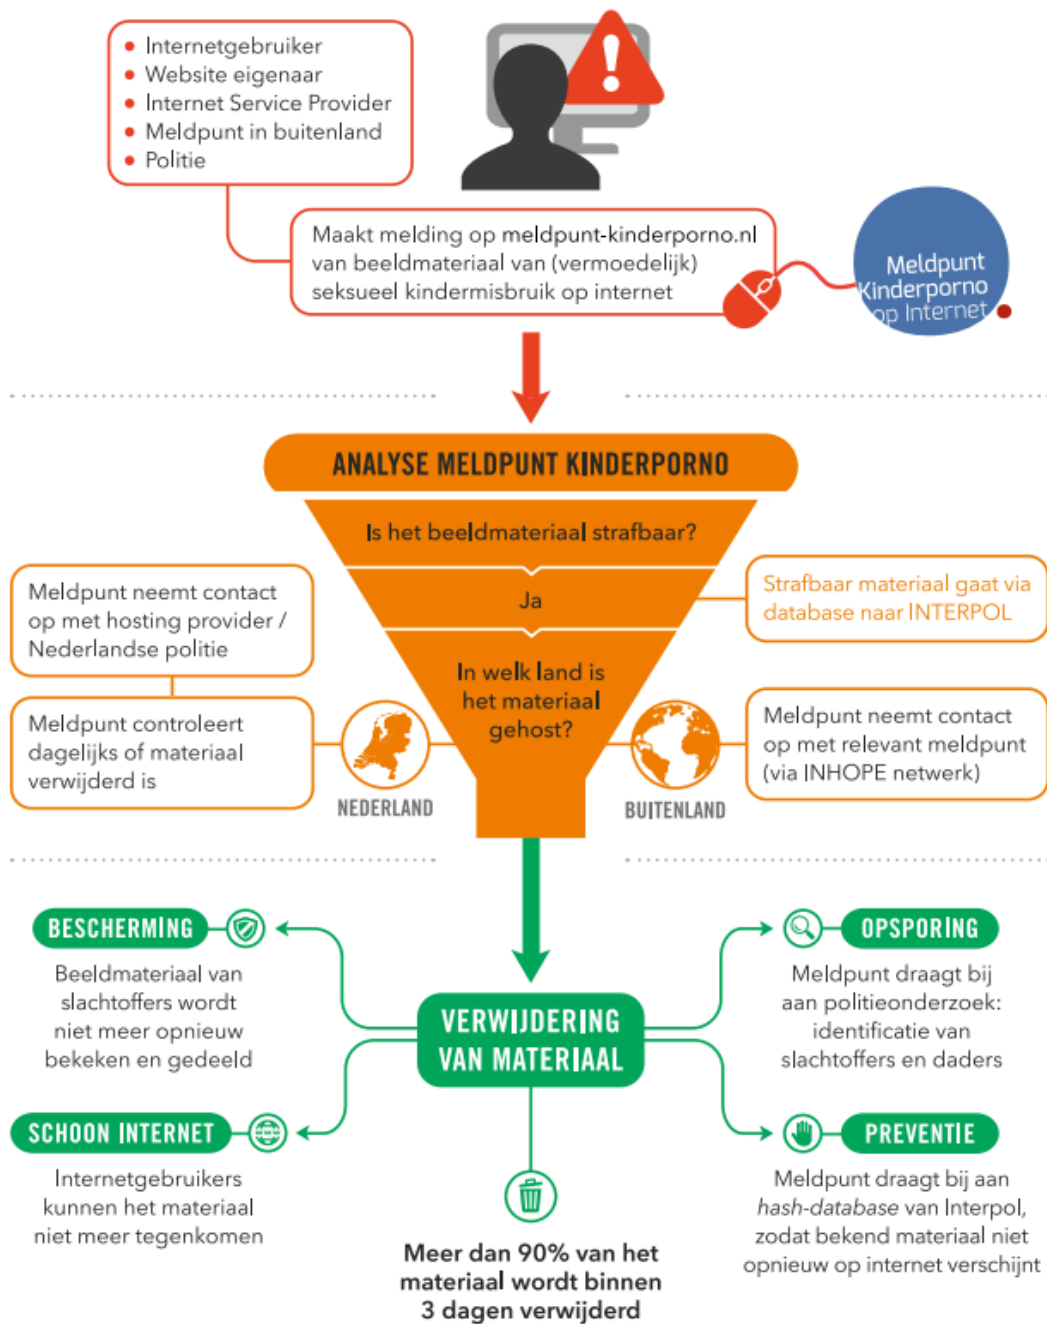 • Internetgebruiker
• Website eigenaar
• Internet Service Provider
• Meldpunt in buitenland
• Politie
Maakt melding op meldpunt-kinderporno.nl
van beeldmateriaal van (vermoedelijk)
seksueel kindermisbruik op internet
Meldpunt
Kinderporno
op Internet
ANALYSE MELDPUNT KINDERPORNO
Is het beeldmateriaal strafbaar?
Ja
In welk land is
het materiaal
gehost?
Meldpunt neemt contact
op met hosting provider /
Nederlandse politie
Meldpunt controleert
dagelijks of materiaal
verwijderd is
NEDERLAND
Strafbaar materiaal gaat via
database naar INTERPOL
Meldpunt neemt contact
op met relevant meldpunt
(via INHOPE netwerk)
BUITENLAND
BESCHERMING
Beeldmateriaal van
slachtoffers wordt
niet meer opnieuw
bekeken en gedeeld
SCHOON INTERNET
Internetgebruikers
kunnen het materiaal
niet meer tegenkomen
VERWIJDERING
VAN MATERIAAL
Meer dan 90% van het
materiaal wordt binnen
3 dagen verwijderd
OPSPORING
Meldpunt draagt bij
aan politieonderzoek:
identificatie van
slachtoffers en daders
PREVENTIE
Meldpunt draagt bij aan
hash-database van Interpol,
zodat bekend materiaal niet
opnieuw op internet verschijnt